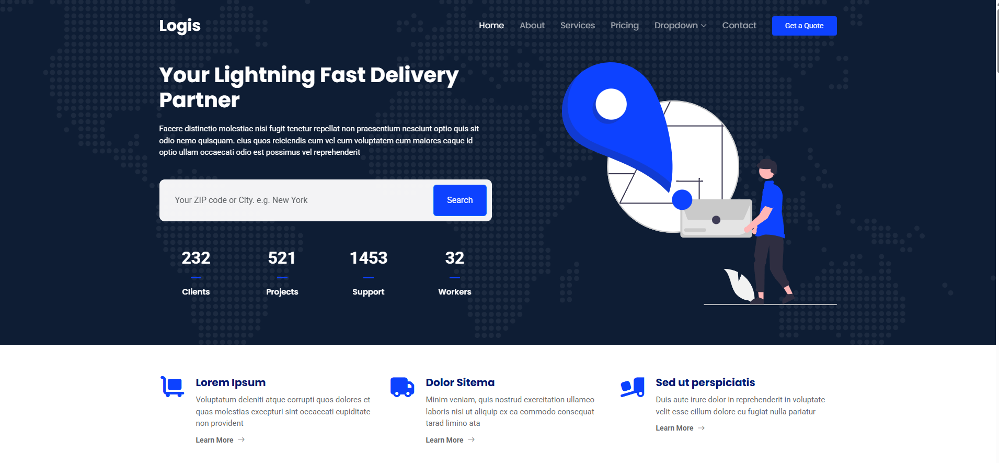 Logis
Home
About
Services
Pricing
Dropdown
Contact
Get a Quote
Your Lightning Fast Delivery
Partner
Facere distinctio molestiae nisi fugit tenetur repellat non praesentium nesciunt optio quis sit
odio nemo quisquam. eius quos reiciendis eum vel eum voluptatem eum maiores eaque id
optio ullam occaecati odio est possimus vel reprehenderit
Your ZIP code or City. e.g. New York
Search
232
Clients
521
Projects
1453
Support
32
Workers
Lorem Ipsum
Voluptatum deleniti atque corrupti quos dolores et
quas molestias excepturi sint occaecati cupiditate
non provident
Learn More
Dolor Sitema
Minim veniam, quis nostrud exercitation ullamco
laboris nisi ut aliquip ex ea commodo consequat
tarad limino ata
Learn More
Sed ut perspiciatis
Duis aute irure dolor in reprehenderit in voluptate
velit esse cillum dolore eu fugiat nulla pariatur
Learn More